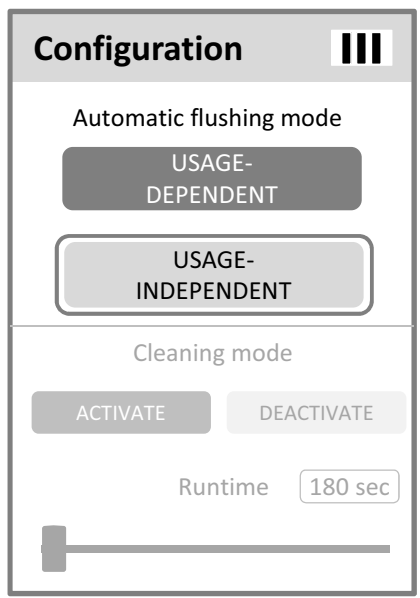 Configuration
Automatic flushing mode
USAGE-
DEPENDENT
USAGE-
INDEPENDENT
Cleaning mode
ACTIVATE DEACTIVATE
Runtime 180 sec